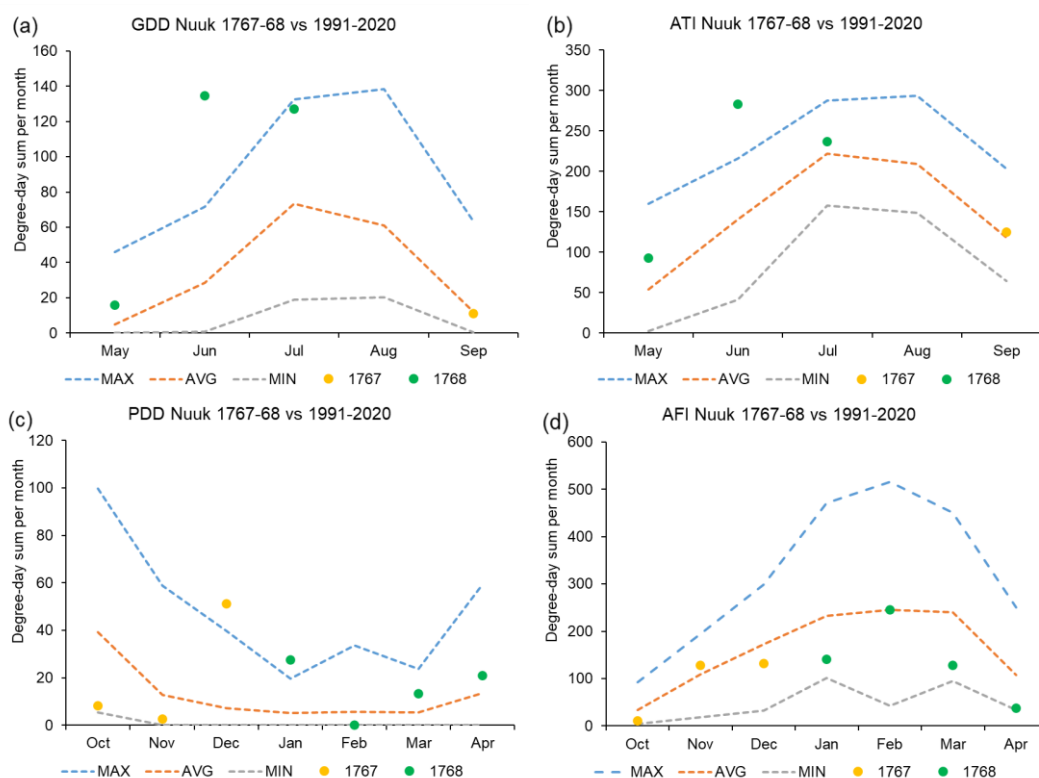 (a) GDD Nuuk 1767-68 vs 1991-2020
Degree-day sum per month
160
140
120
100
80
60
40
20
0
May Jun Jul Aug Sep
MAX AVG MIN 1767 1768
(b) ATI Nuuk 1767-68 vs 1991-2020
Degree-day sum per month
350
300
250
200
150
100
50
0
May Jun Jul Aug Sep
MAX AVG MIN 1767 1768
(c) PDD Nuuk 1767-68 vs 1991-2020
Degree-day sum per month
120
100
80
60
40
20
0
Oct Nov Dec Jan Feb Mar Apr
MAX AVG MIN 1767 1768
(d) AFI Nuuk 1767-68 vs 1991-2020
Degree-day sum per month
600
500
400
300
200
100
0
Oct Nov Dec Jan Feb Mar Apr
MAX AVG MIN 1767 1768